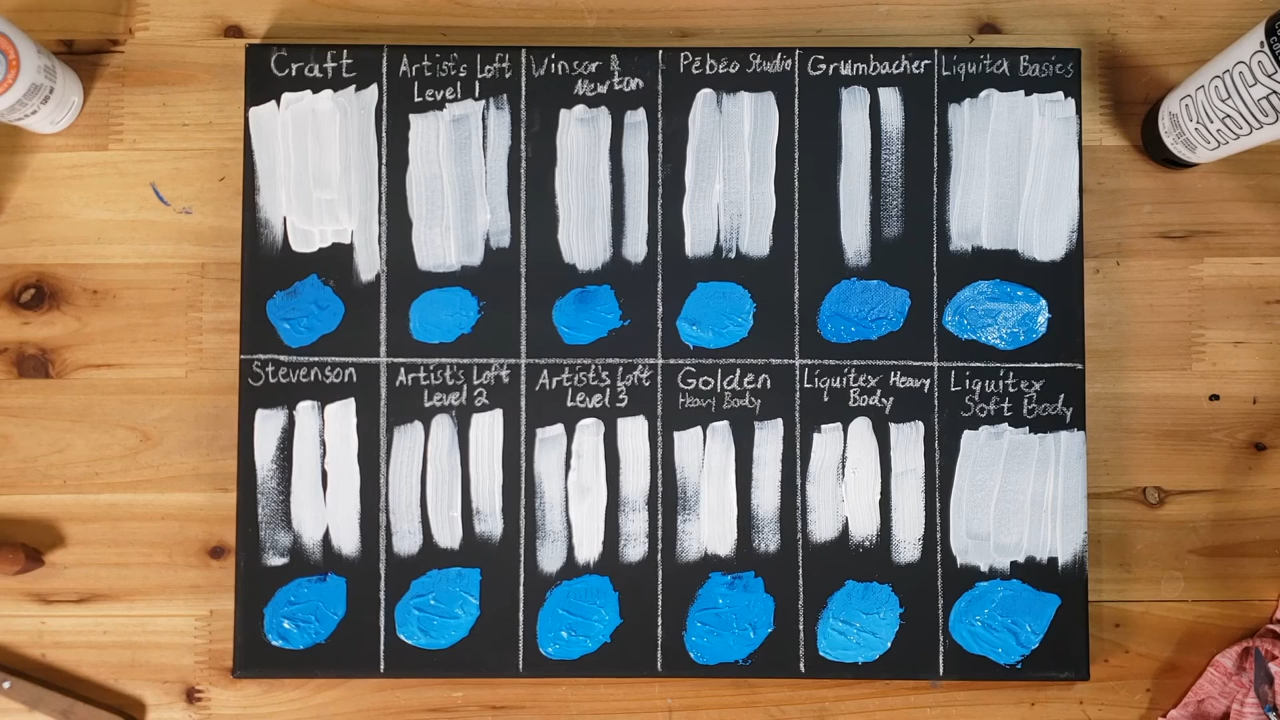 Craft
Artist's Loft
Level 1
Winsor &
Newton
Pēbēo Studio
Grumbacher
Liquitex Basics
BASICS
Stevenson
Artist's Loft
Level 2
Artist's Loft
Level 3
Golden
Heavy Body
Liquitex Heavy
Body
Liquitex
Soft Body